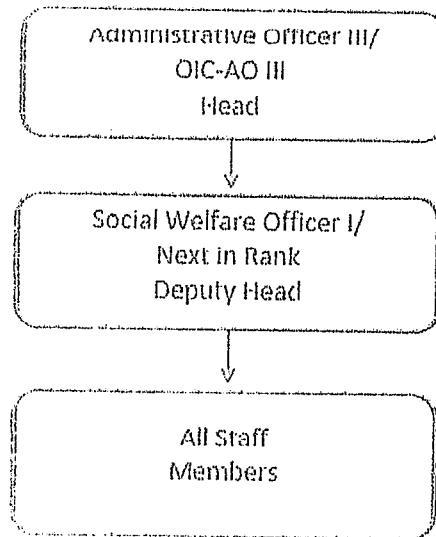 Administrative Officer III/
OIC-AO III
Head
Social Welfare Officer I/
Next in Rank
Deputy Head
All Staff
Members